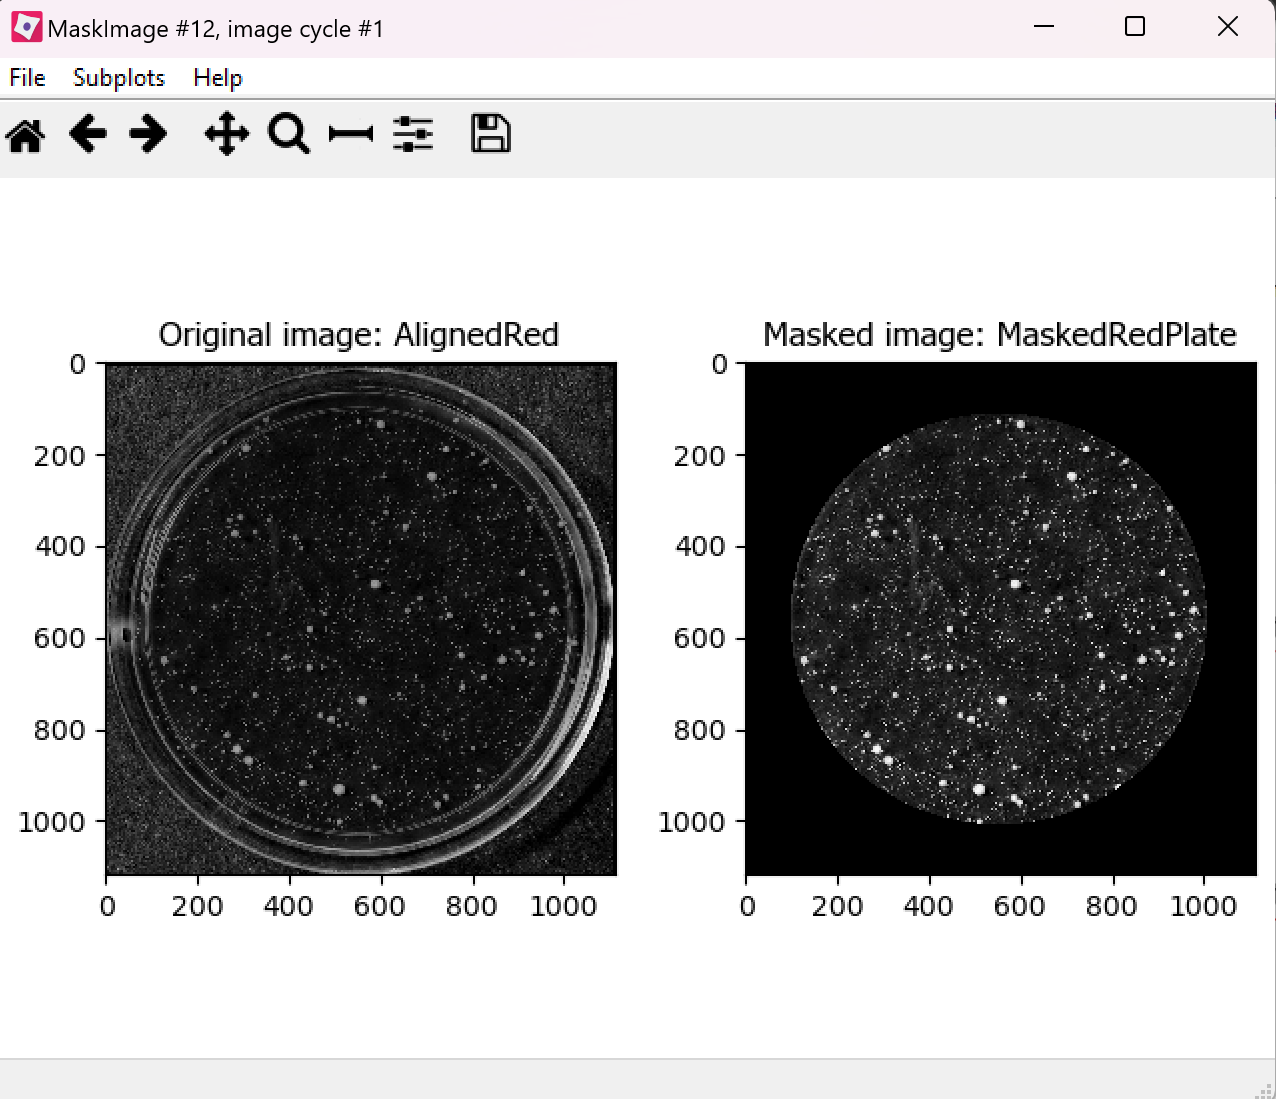 MaskImage #12, image cycle #1
File Subplots Help
Original image: AlignedRed
0
200
400
600
800
1000
0 200 400 600 800 1000
Masked image: MaskedRedPlate
0
200
400
600
800
1000
0 200 400 600 800 1000